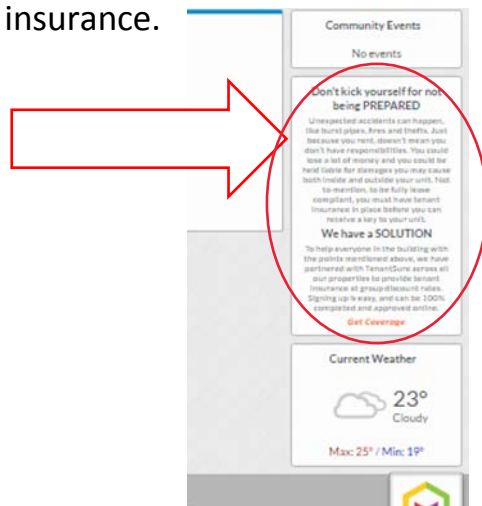 insurance.
Community Events
No events
Don't kick yourself for not
being PREPARED
Unexpected accidents can happen,
like burst pipes, fires and thefts. Just
because you rent, doesn't mean you
don't have responsibilities. You could
lose a lot of money and you could be
held liable for damages you may cause
both inside and outside your unit. Not
to mention, to be fully lease
compliant, you must have tenant
insurance in place before you can
receive a key to your unit.
We have a SOLUTION
To help everyone in the building with
the points mentioned above, we have
partnered with TenantSure across all
our properties to provide tenant
insurance at group discount rates.
Signing up is easy, and can be 100%
completed and approved online.
Get Coverage
Current Weather
23°
Cloudy
Max: 25° / Min: 19°